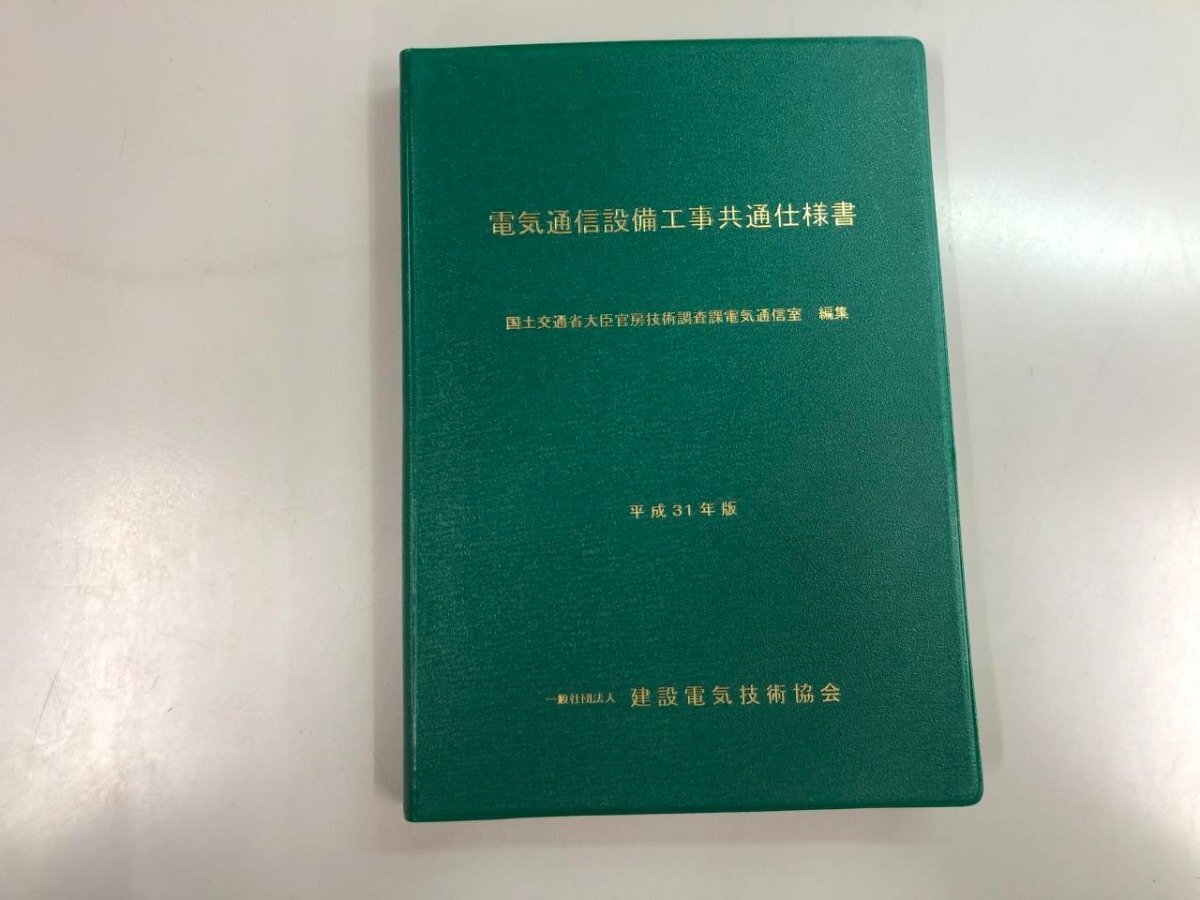 電気通信設備工事共通仕様書
国土交通省大臣官房技術調査課電気通信室 編集
平成31年版
一般社団法人 建設電気技術協会